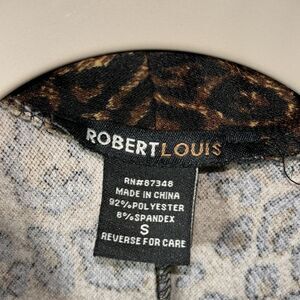 ROBERTLOUIS
RN#87348
MADE IN CHINA
92%POLYESTER
8%SPANDEX
S
REVERSE FOR CARE